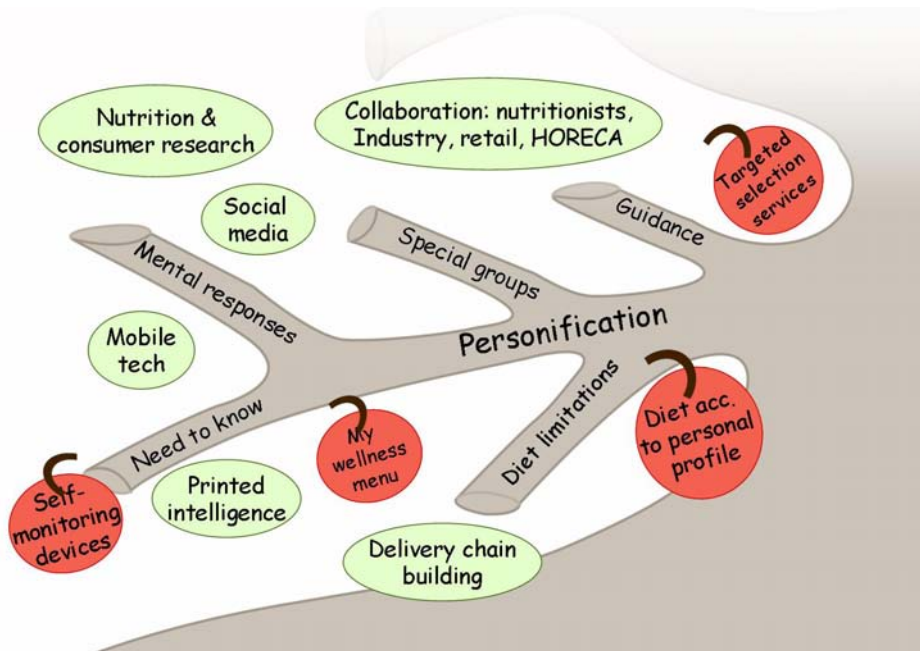 Nutrition &
consumer research
Collaboration: nutritionists,
Industry, retail, HORECA
Targeted
selection
services
Social
media
Guidance
Special groups
Mental responses
Personification
Mobile
tech
Need to know
Diet limitations
Diet acc.
to personal
profile
My
wellness
menu
Printed
intelligence
Self-
monitoring
devices
Delivery chain
building